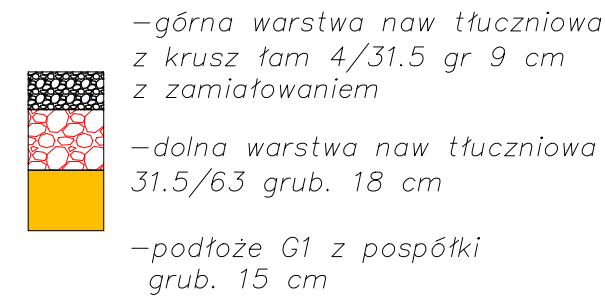 –górna warstwa naw tłuczniowa
z krusz łam 4/31.5 gr 9 cm
z zamiałowaniem
–dolna warstwa naw tłuczniowa
31.5/63 grub. 18 cm
–podłoże G1 z pospółki
grub. 15 cm